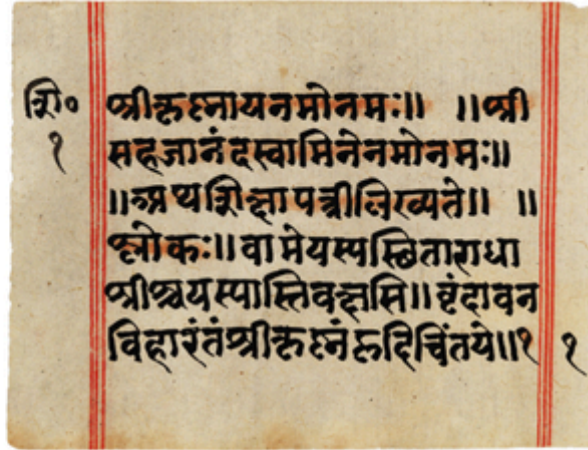 शि० श्रीकृष्नायनमोनमः॥ ॥श्री
१ सहजानंदस्वामिनेनमोनमः॥
॥अथशिक्षापत्रीलिख्यते॥ ॥
श्लोकः॥वामेयस्यस्थिताराधा
श्रीश्चयस्यास्तिवक्षसि॥वृंदावन
विहारंतंश्रीकृष्नंहृदिचिंतये॥१ १